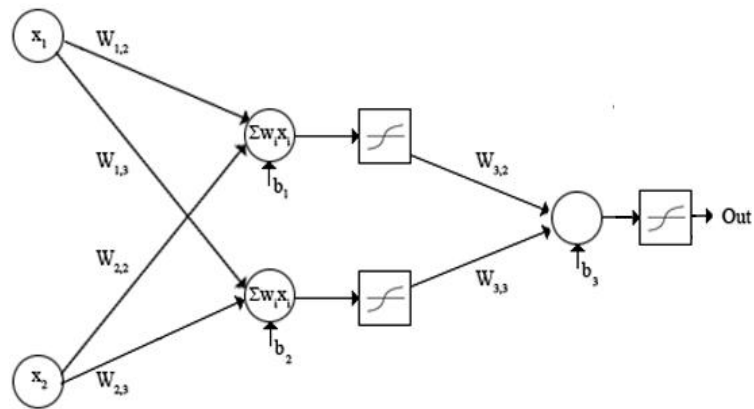 x₁
W₁,₂
Σwᵢxᵢ
b₁
W₁,₃
W₃,₂
Out
W₂,₂
b₃
Σwᵢxᵢ
W₃,₃
b₂
x₂
W₂,₃